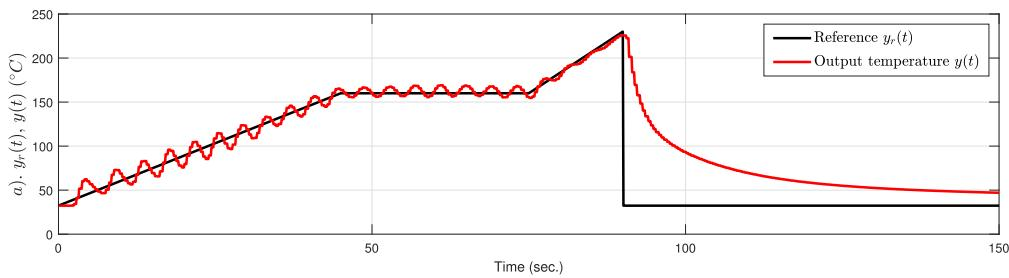 250
200
150
100
50
0
a). y_r(t), y(t) (°C)
Reference y_r(t)
Output temperature y(t)
0 50 100 150
Time (sec.)